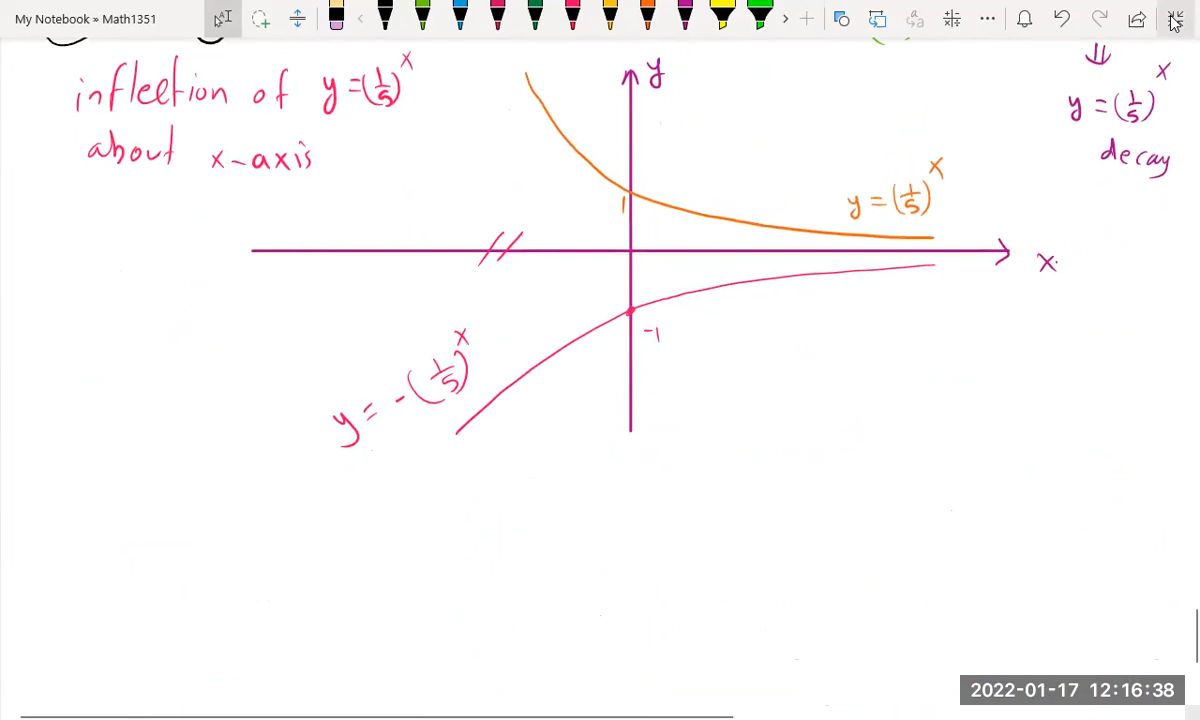 My Notebook » Math1351
inflection of y = (1/5)^x
about x-axis
y
y = (1/5)^x
decay
1
y = (1/5)^x
x
-1
y = -(1/5)^x
2022-01-17 12:16:38